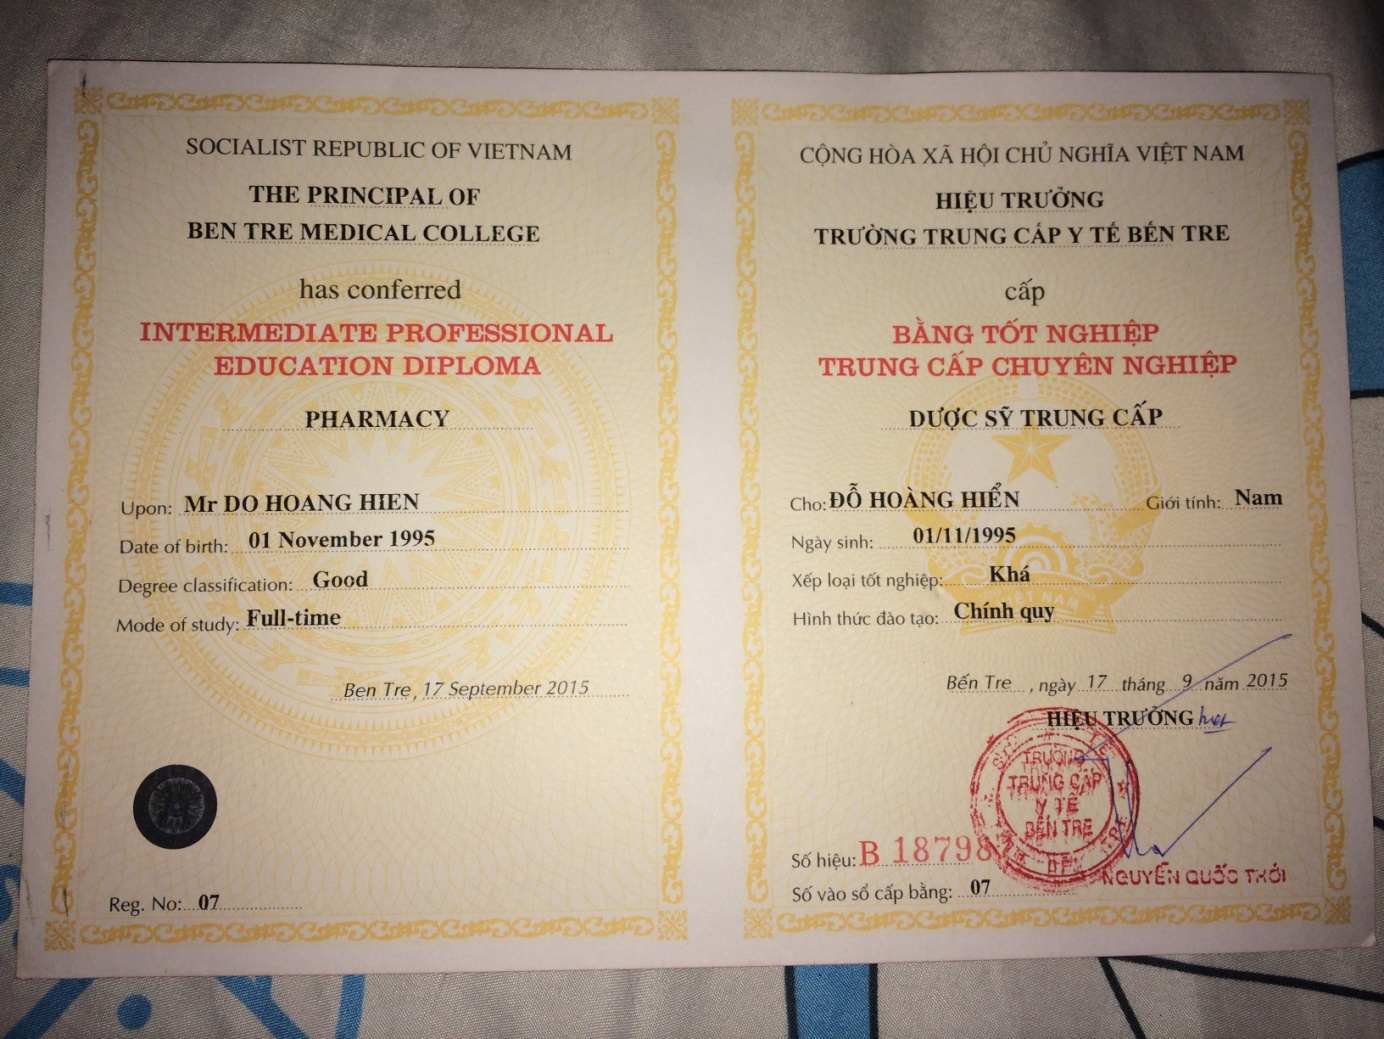 SOCIALIST REPUBLIC OF VIETNAM
THE PRINCIPAL OF
BEN TRE MEDICAL COLLEGE
has conferred
INTERMEDIATE PROFESSIONAL
EDUCATION DIPLOMA
PHARMACY
Upon: Mr DO HOANG HIEN
Date of birth: 01 November 1995
Degree classification: Good
Mode of study: Full-time
Ben Tre, 17 September 2015
Reg. No: 07
CỘNG HÒA XÃ HỘI CHỦ NGHĨA VIỆT NAM
HIỆU TRƯỞNG
TRƯỜNG TRUNG CẤP Y TẾ BẾN TRE
cấp
BẰNG TỐT NGHIỆP
TRUNG CẤP CHUYÊN NGHIỆP
DƯỢC SỸ TRUNG CẤP
Cho: ĐỖ HOÀNG HIỂN Giới tính: Nam
Ngày sinh: 01/11/1995
Xếp loại tốt nghiệp: Khá
Hình thức đào tạo: Chính quy
VIỆT NAM
Bến Tre, ngày 17 tháng 9 năm 2015
HIỆU TRƯỞNG
TRƯỜNG
TRUNG CẤP
Y TẾ
BẾN TRE
Số hiệu: B
NGUYỄN QUỐC THỚI
Số vào sổ cấp bằng: 07